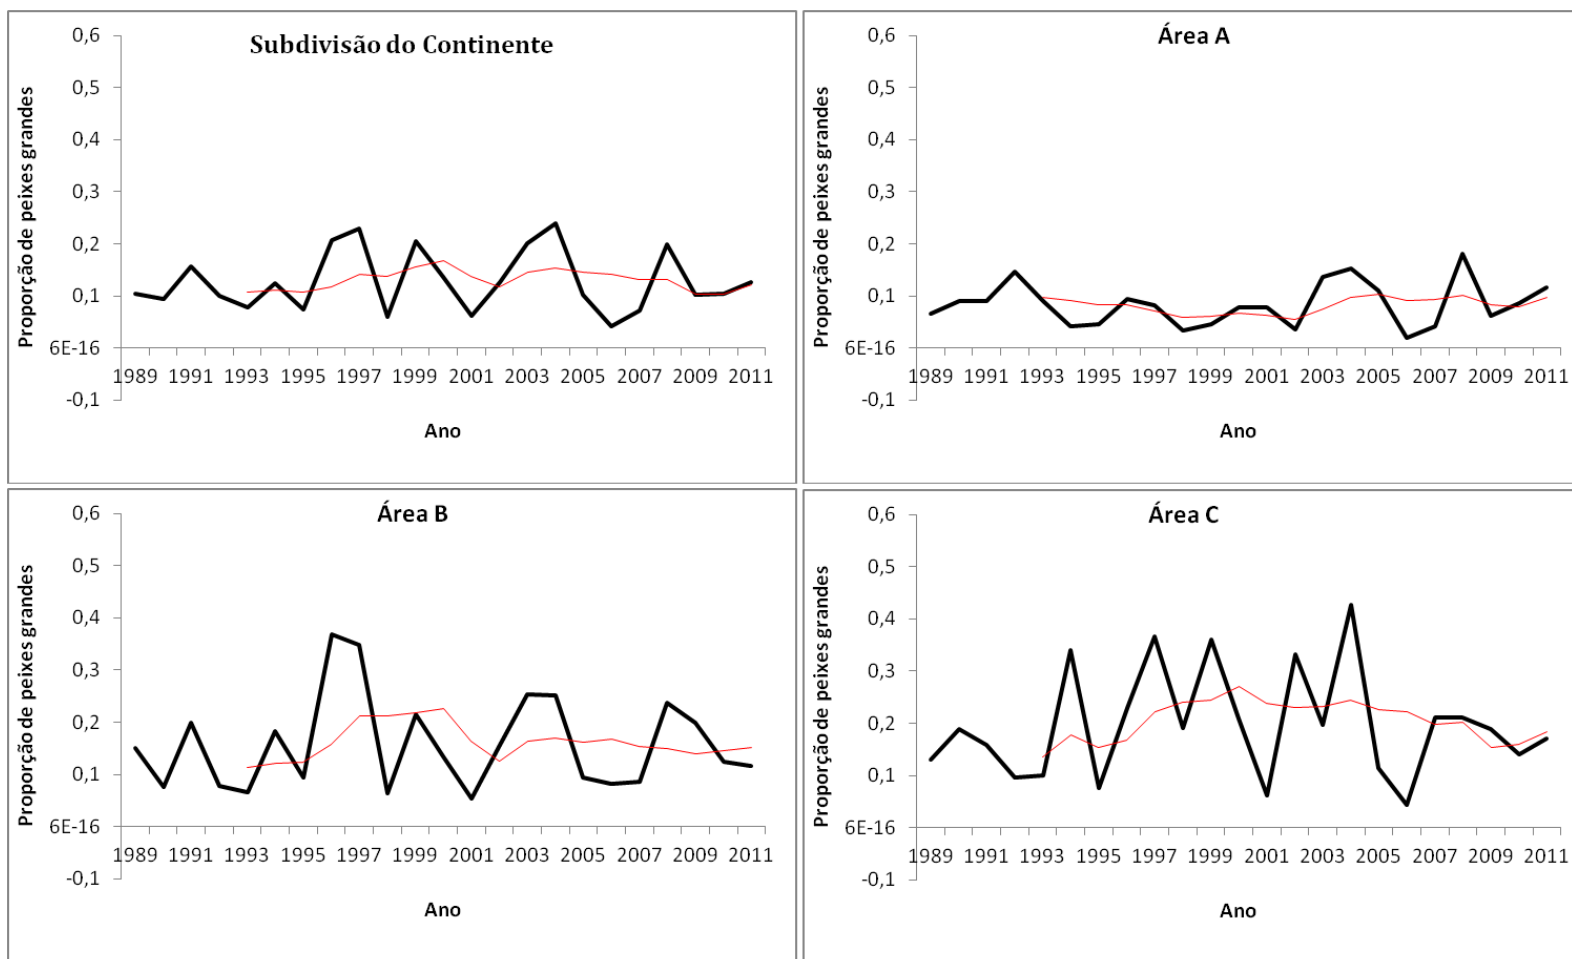 Subdivisão do Continente
Proporção de peixes grandes
0,6
0,5
0,4
0,3
0,2
0,1
6E-16
-0,1
1989 1991 1993 1995 1997 1999 2001 2003 2005 2007 2009 2011
Ano
Área A
Proporção de peixes grandes
0,6
0,5
0,4
0,3
0,2
0,1
6E-16
-0,1
1989 1991 1993 1995 1997 1999 2001 2003 2005 2007 2009 2011
Ano
Área B
Proporção de peixes grandes
0,6
0,5
0,4
0,3
0,2
0,1
6E-16
-0,1
1989 1991 1993 1995 1997 1999 2001 2003 2005 2007 2009 2011
Ano
Área C
Proporção de peixes grandes
0,6
0,5
0,4
0,3
0,2
0,1
6E-16
-0,1
1989 1991 1993 1995 1997 1999 2001 2003 2005 2007 2009 2011
Ano